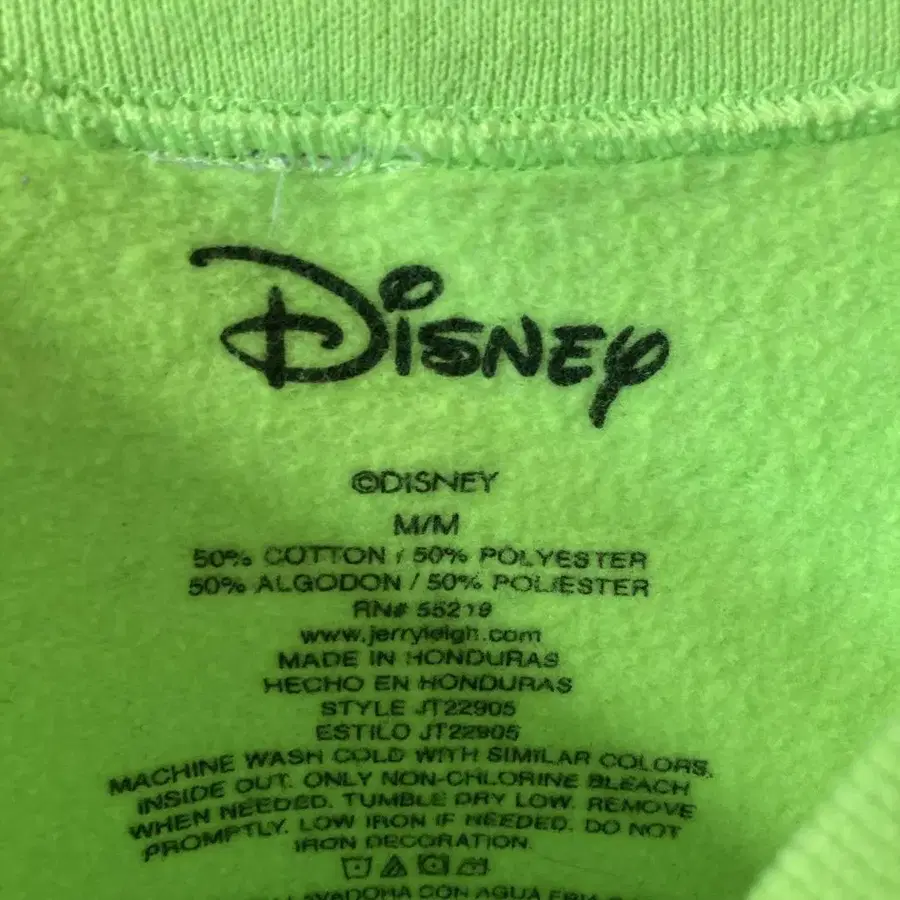 Disney
©DISNEY
M/M
50% COTTON / 50% POLYESTER
50% ALGODON / 50% POLIESTER
RN# 55219
www.jerryleigh.com
MADE IN HONDURAS
HECHO EN HONDURAS
STYLE JT22905
ESTILO JT22905
MACHINE WASH COLD WITH SIMILAR COLORS,
INSIDE OUT. ONLY NON-CHLORINE BLEACH
WHEN NEEDED. TUMBLE DRY LOW. REMOVE
PROMPTLY. LOW IRON IF NEEDED. DO NOT
IRON DECORATION.
CON AGUA